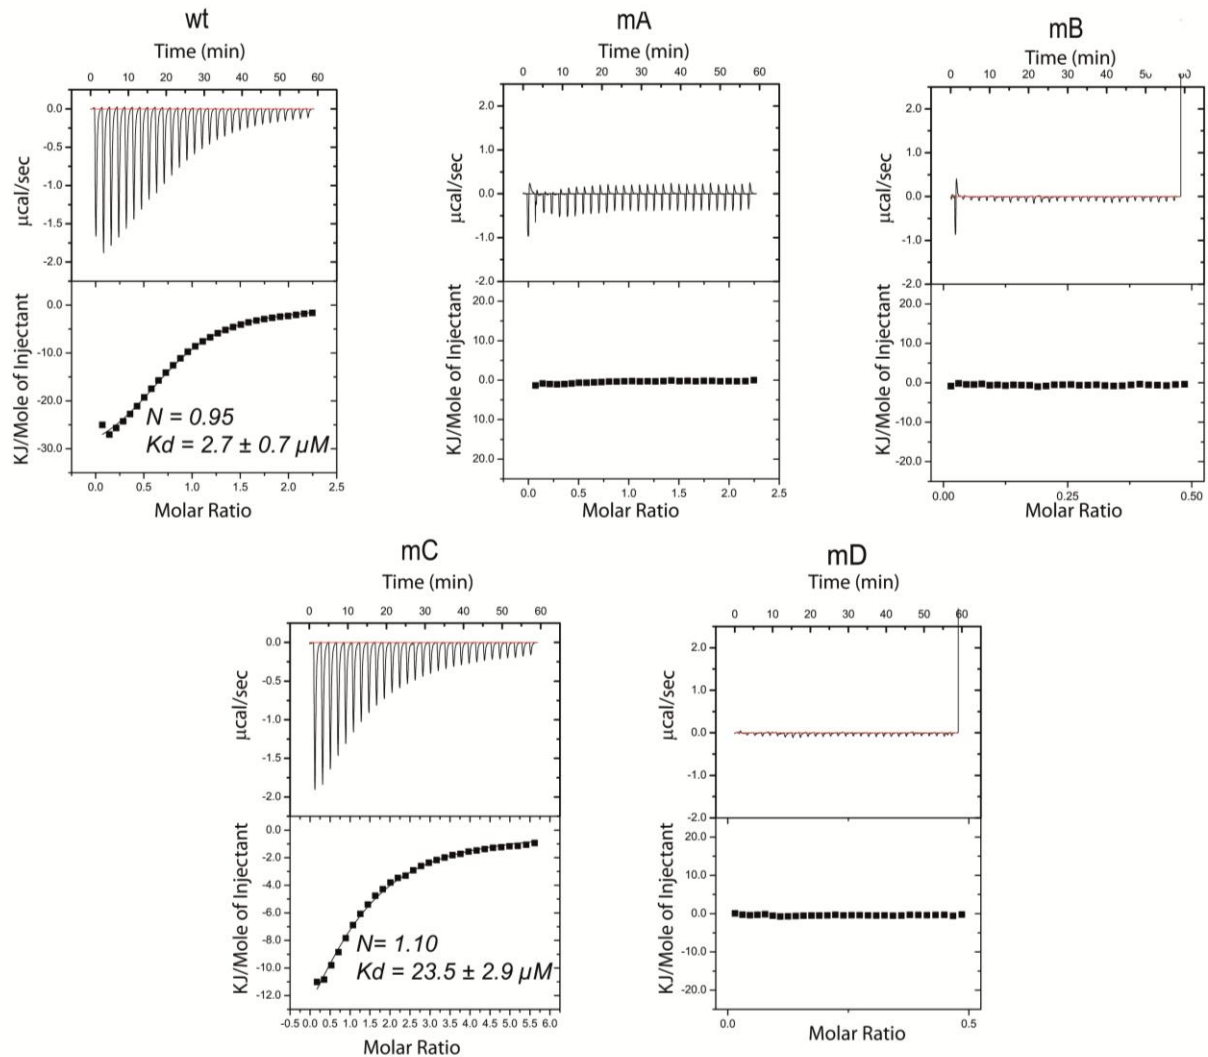 wt
Time (min)
0 10 20 30 40 50 60
0.0
-0.5
-1.0
-1.5
-2.0
µcal/sec
0.0
-10.0
-20.0
-30.0
KJ/Mole of Injectant
N = 0.95
Kd = 2.7 ± 0.7 µM
0.0 0.5 1.0 1.5 2.0 2.5
Molar Ratio
mA
Time (min)
0 10 20 30 40 50 60
2.0
1.0
0.0
-1.0
-2.0
µcal/sec
20.0
10.0
0.0
10.0
20.0
KJ/Mole of Injectant
0.0 0.5 1.0 1.5 2.0 2.5
Molar Ratio
mB
Time (min)
0 10 20 30 40
2.0
1.0
0.0
-1.0
-2.0
µcal/sec
20.0
10.0
0.0
-10.0
-20.0
KJ/Mole of Injectant
0.00 0.25 0.50
Molar Ratio
mC
Time (min)
0 10 20 30 40 50 60
0.0
-0.5
-1.0
-1.5
-2.0
µcal/sec
0.0
-2.0
-4.0
-6.0
-8.0
-10.0
-12.0
KJ/Mole of Injectant
N= 1.10
Kd = 23.5 ± 2.9 µM
-0.5 0.0 0.5 1.0 1.5 2.0 2.5 3.0 3.5 4.0 4.5 5.0 5.5 6.0
Molar Ratio
mD
Time (min)
0 10 20 30 40 50 60
2.0
1.0
0.0
-1.0
-2.0
µcal/sec
20.0
10.0
0.0
-10.0
-20.0
KJ/Mole of Injectant
0.0 0.5
Molar Ratio